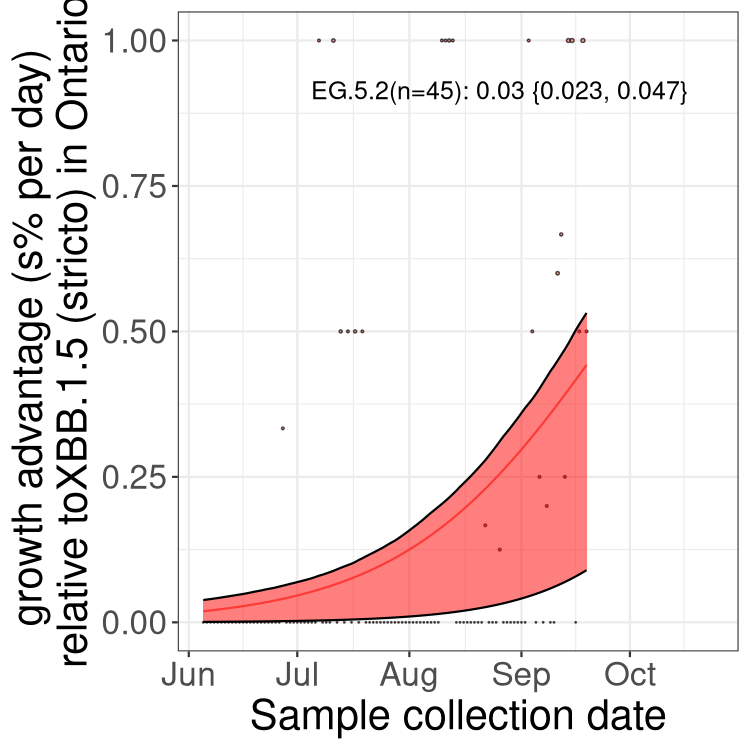 growth advantage (s% per day)
relative toXBB.1.5 (stricto) in Ontario
1.00
0.75
0.50
0.25
0.00
EG.5.2(n=45): 0.03 {0.023, 0.047}
Jun Jul Aug Sep Oct
Sample collection date